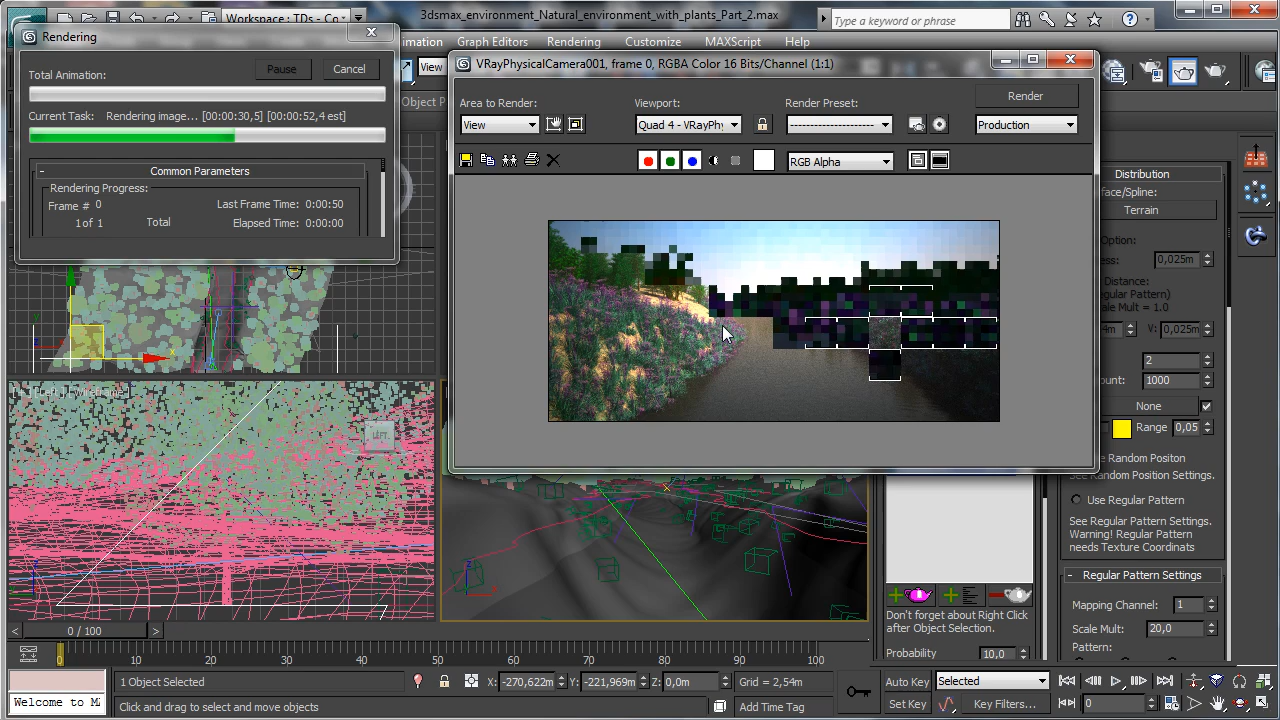 Workspace : TDs - Co
3dsmax_environment_Natural_environment_with_plants_Part_2.max
Type a keyword or phrase
Rendering
imation
Graph Editors
Rendering
Customize
MAXScript
Help
Total Animation:
Pause
Cancel
View
VRayPhysicalCamera001, frame 0, RGBA Color 16 Bits/Channel (1:1)
Current Task:
Rendering image... [00:00:30,5] [00:00:52,4 est]
Object P
Area to Render:
Viewport:
Render Preset:
Render
View
Quad 4 - VRayPhy
Production
- Common Parameters
RGB Alpha
Rendering Progress:
Frame # 0
Last Frame Time: 0:00:50
1 of 1
Total
Elapsed Time: 0:00:00
Distribution
face/Spline:
Terrain
Option:
ess: 0,025m
Distance:
gular Pattern)
ale Mult = 1.0
4m V: 0,025m
2
ount: 1000
None
Range 0,05
se Random Position
Random Position Settings.
Use Regular Pattern
See Regular Pattern Settings.
Warning! Regular Pattern
needs Texture Coordinats
- Regular Pattern Settings
Mapping Channel: 1
Scale Mult: 20,0
Pattern:
[Left]
LEFT
z
x
Don't forget about Right Click
after Object Selection.
Probability 10,0
< 0 / 100 >
0 10 20 30 40 50 60 70 80 90 100
1 Object Selected
X: -270,622m Y: -221,969m Z: 0,0m
Grid = 2,54m
Auto Key
Selected
Welcome to M
Click and drag to select and move objects
Add Time Tag
Set Key
Key Filters...
0